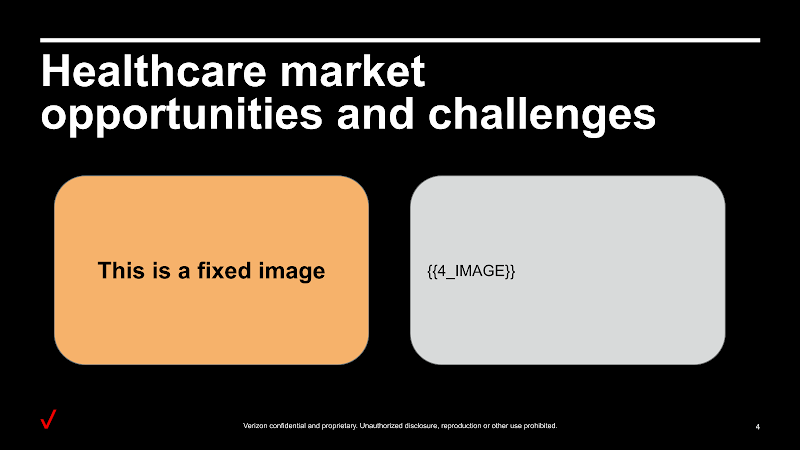 Healthcare market
opportunities and challenges
This is a fixed image
{{4_IMAGE}}
Verizon confidential and proprietary. Unauthorized disclosure, reproduction or other use prohibited.
4